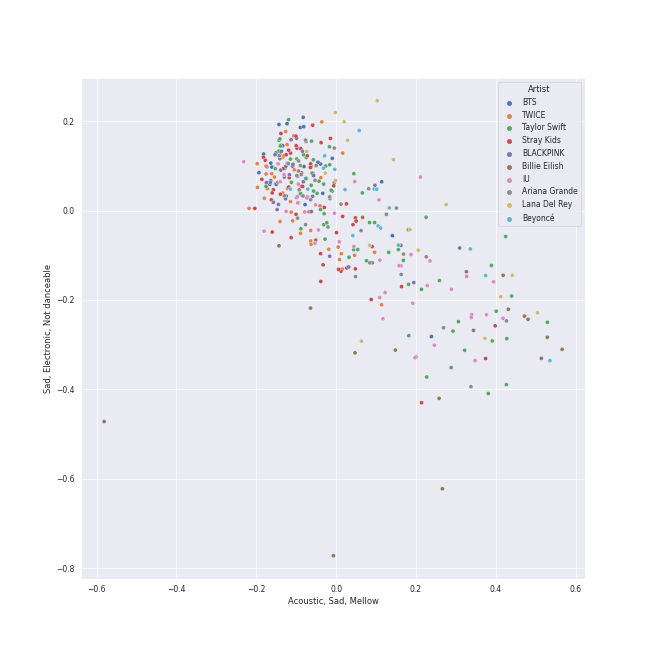 Artist
BTS
TWICE
Taylor Swift
Stray Kids
BLACKPINK
Billie Eilish
IU
Ariana Grande
Lana Del Rey
Beyoncé
0.2
0.0
−0.2
−0.4
−0.6
−0.8
Sad, Electronic, Not danceable
−0.6
−0.4
−0.2
0.0
0.2
0.4
0.6
Acoustic, Sad, Mellow